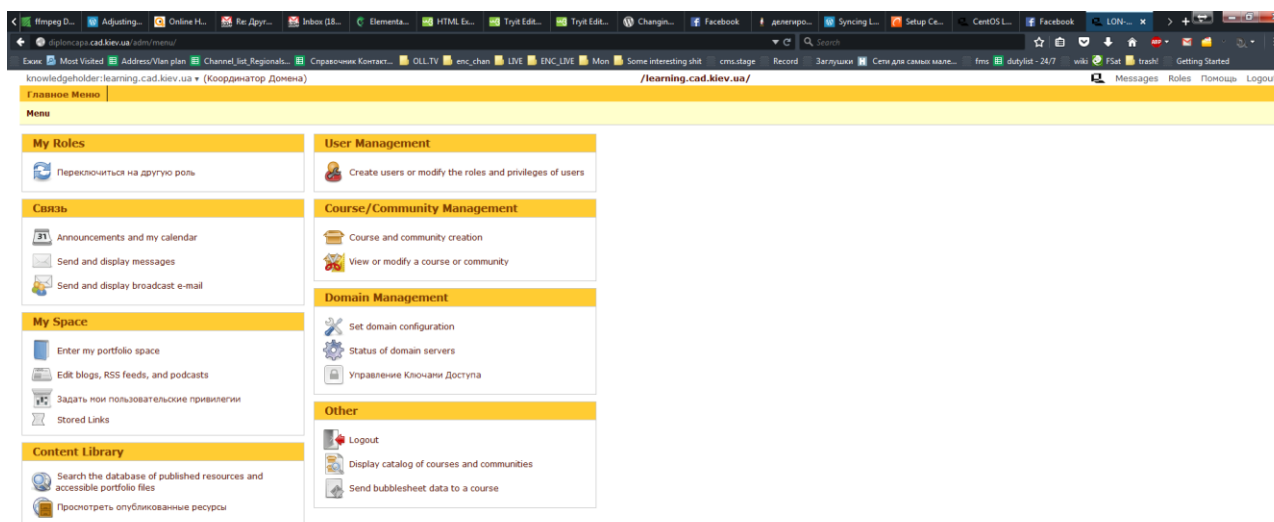 ffmpeg D... Adjusting... Online H... Re: Друг... Inbox (18... Elementa... HTML Es... Tryit Edit... Tryit Edit... Changin... Facebook делегиро... Syncing L... Setup Ce... CentOS L... Facebook LON-... ×
diploncapa.cad.kiev.ua/adm/menu/ Search
Ежик Most Visited Address/Vlan plan Channel_list_Regionals... Справочник Контакт... OLL.TV enc_chan LIVE ENC_LIVE Mon Some interesting shit cms.stage Record Заглушки Сети для самых мале... fms dutylist - 24/7 wiki FSat trash! Getting Started
knowledgeholder:learning.cad.kiev.ua ▾ (Координатор Домена) /learning.cad.kiev.ua/ Messages Roles Помощь Logou
Главное Меню
Menu
My Roles
Переключиться на другую роль
Связь
31 Announcements and my calendar
Send and display messages
Send and display broadcast e-mail
My Space
Enter my portfolio space
Edit blogs, RSS feeds, and podcasts
Задать мои пользовательские привилегии
Stored Links
Content Library
Search the database of published resources and
accessible portfolio files
Просмотреть опубликованные ресурсы
User Management
Create users or modify the roles and privileges of users
Course/Community Management
Course and community creation
View or modify a course or community
Domain Management
Set domain configuration
Status of domain servers
Управление Ключами Доступа
Other
Logout
Display catalog of courses and communities
Send bubblesheet data to a course